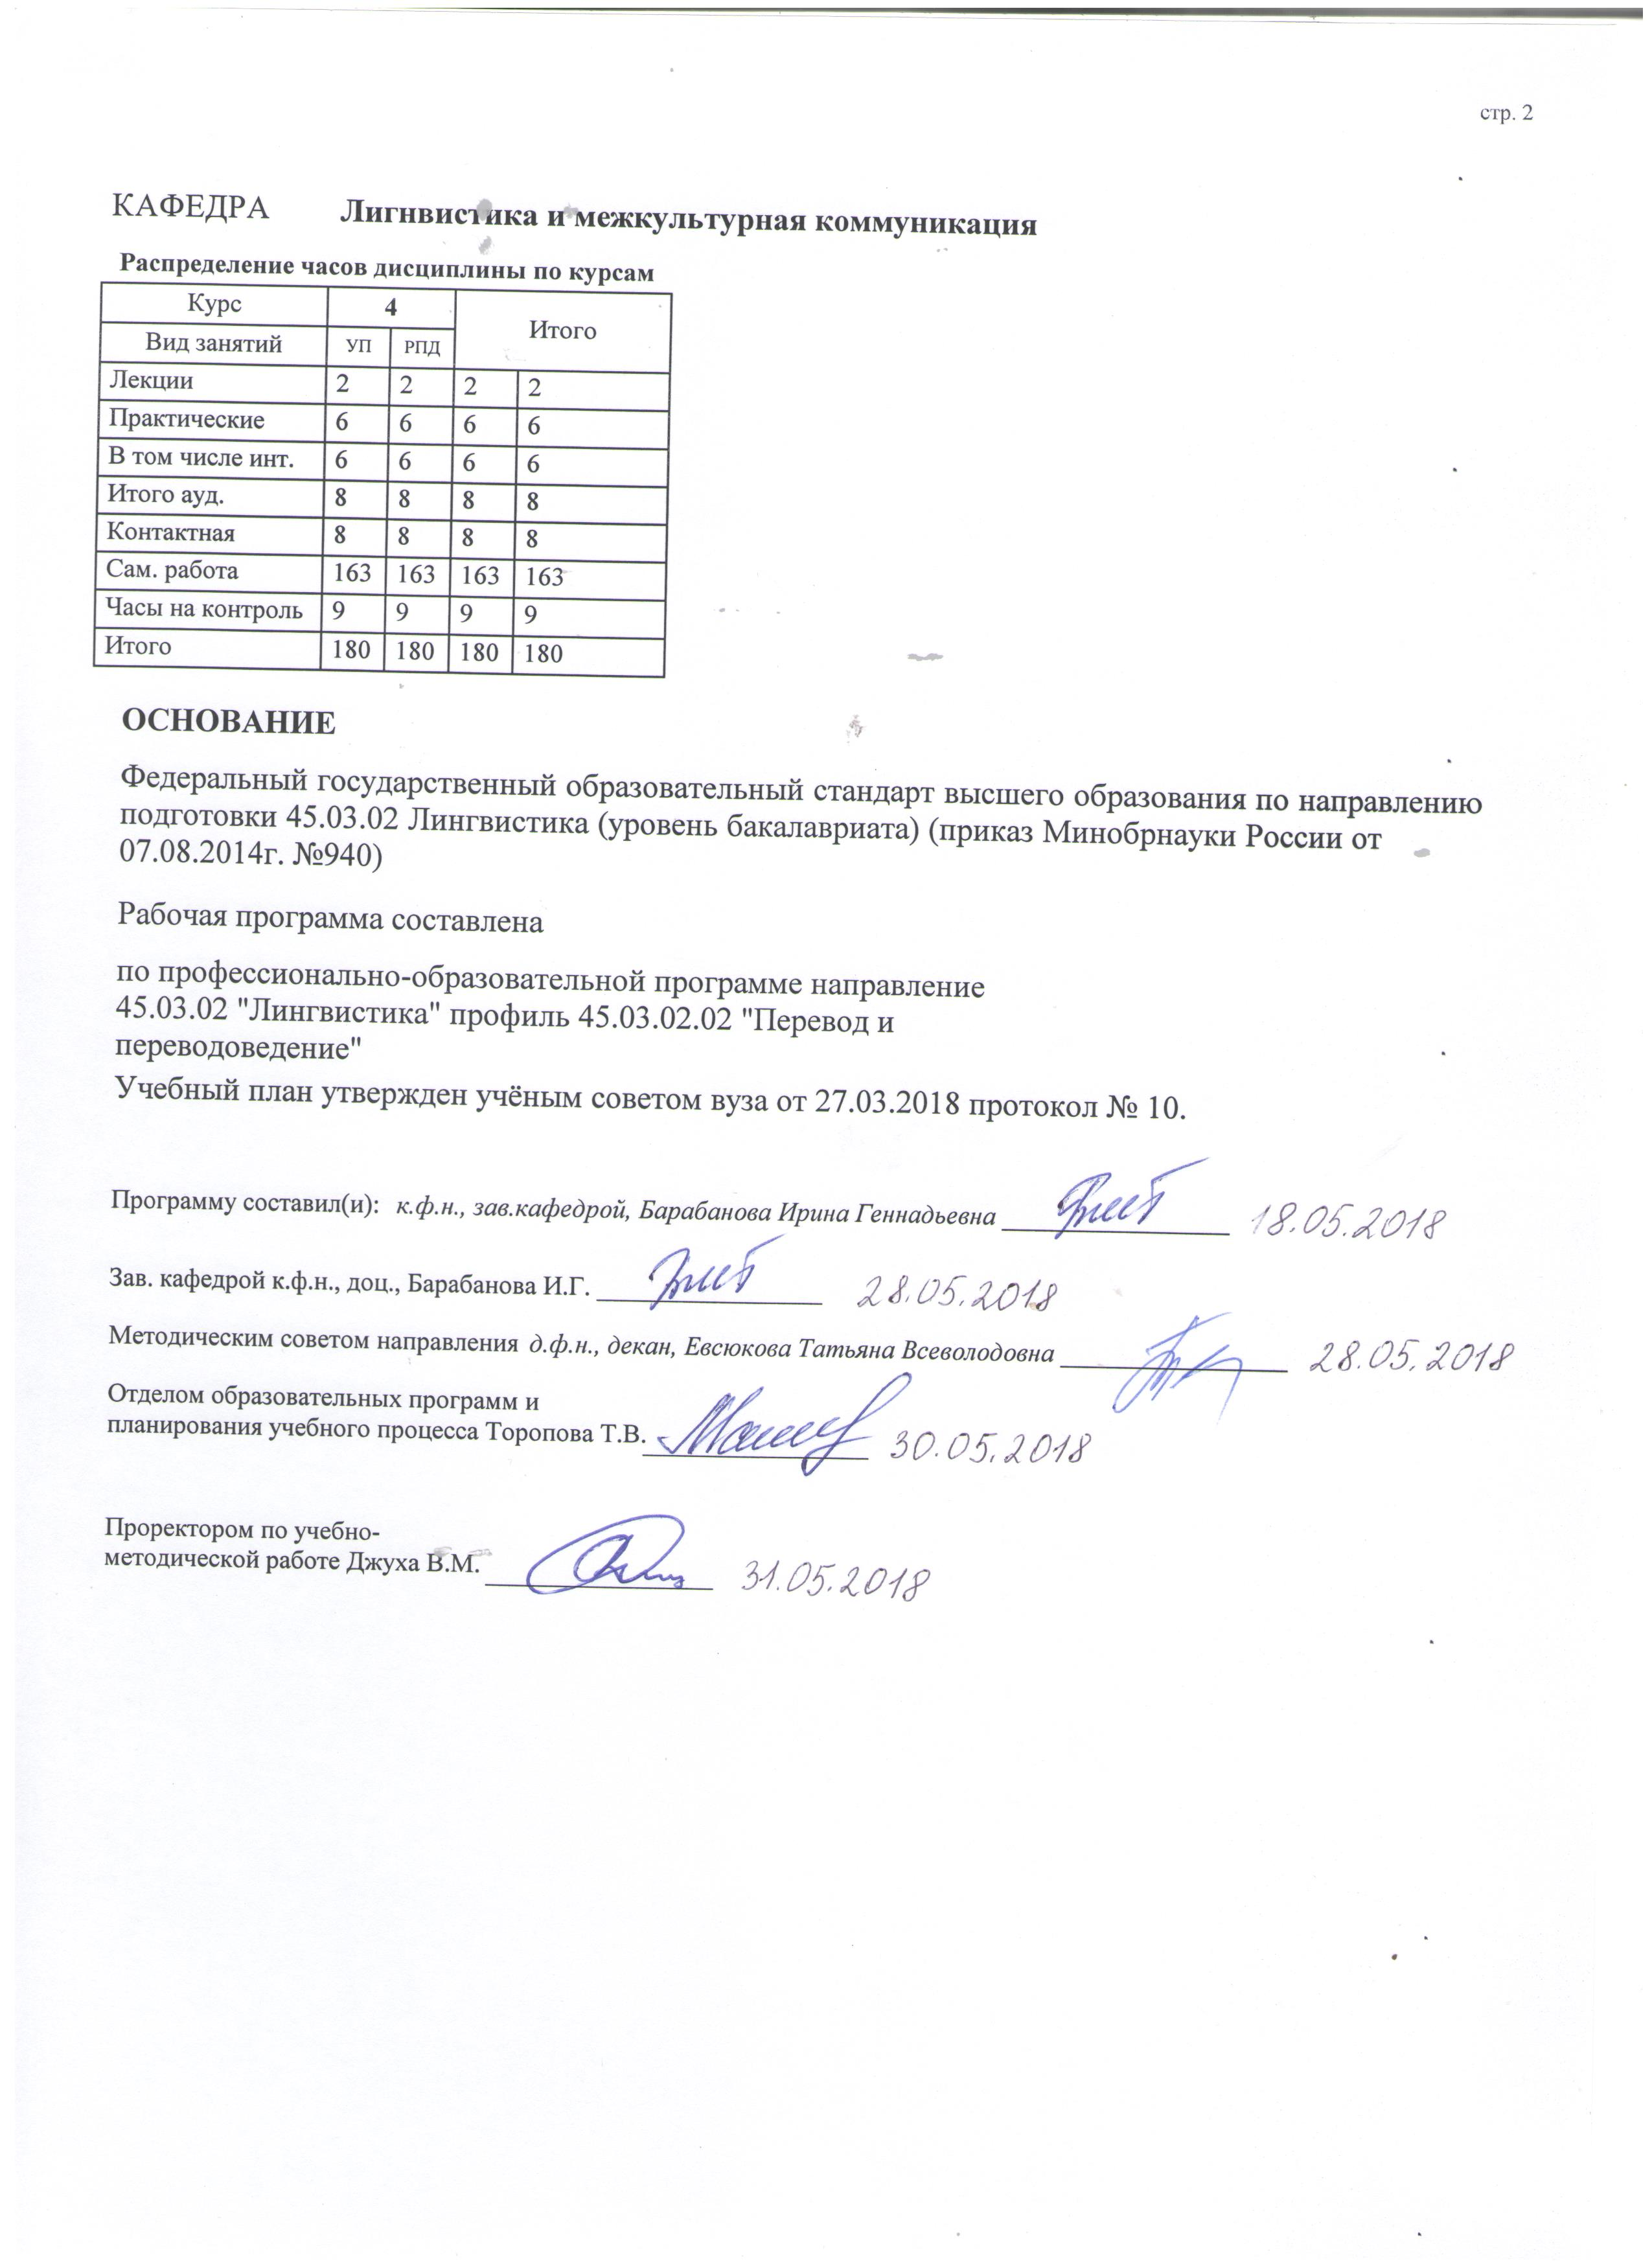 стр. 2
КАФЕДРА Лигнвистика и межкультурная коммуникация
Распределение часов дисциплины по курсам
Курс 4 Итого
Вид занятий УП РПД
Лекции 2 2 2 2
Практические 6 6 6 6
В том числе инт. 6 6 6 6
Итого ауд. 8 8 8 8
Контактная 8 8 8 8
Сам. работа 163 163 163 163
Часы на контроль 9 9 9 9
Итого 180 180 180 180
ОСНОВАНИЕ
Федеральный государственный образовательный стандарт высшего образования по направлению
подготовки 45.03.02 Лингвистика (уровень бакалавриата) (приказ Минобрнауки России от
07.08.2014г. №940)
Рабочая программа составлена
по профессионально-образовательной программе направление
45.03.02 "Лингвистика" профиль 45.03.02.02 "Перевод и
переводоведение"
Учебный план утвержден учёным советом вуза от 27.03.2018 протокол № 10.
Программу составил(и): к.ф.н., зав.кафедрой, Барабанова Ирина Геннадьевна 18.05.2018
Зав. кафедрой к.ф.н., доц., Барабанова И.Г. 28.05.2018
Методическим советом направления д.ф.н., декан, Евсюкова Татьяна Всеволодовна 28.05.2018
Отделом образовательных программ и
планирования учебного процесса Торопова Т.В. 30.05.2018
Проректором по учебно-
методической работе Джуха В.М. 31.05.2018